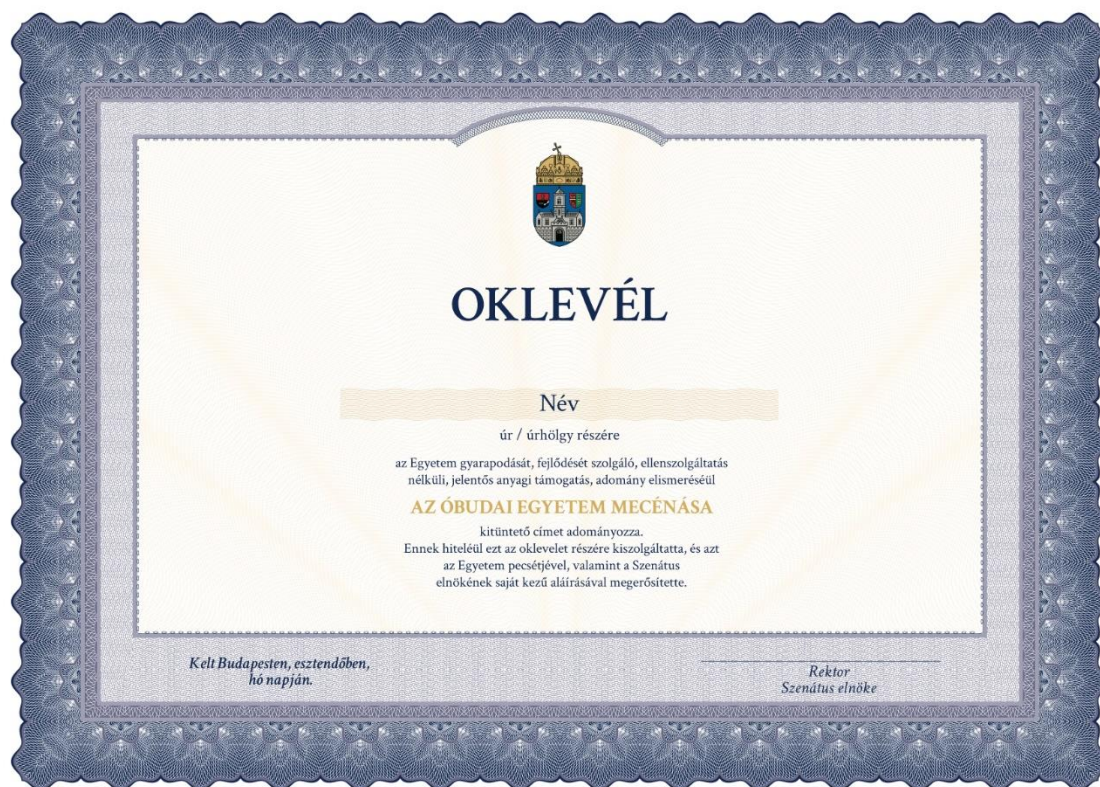 OKLEVÉL
Név
úr / úrhölgy részére
az Egyetem gyarapodását, fejlődését szolgáló, ellenszolgáltatás
nélküli, jelentős anyagi támogatás, adomány elismeréséül
AZ ÓBUDAI EGYETEM MECÉNÁSA
kitüntető címet adományozza.
Ennek hiteléül ezt az oklevelet részére kiszolgáltatta, és azt
az Egyetem pecsétjével, valamint a Szenátus
elnökének saját kezű aláírásával megerősítette.
Kelt Budapesten, esztendőben,
hó napján.
Rektor
Szenátus elnöke